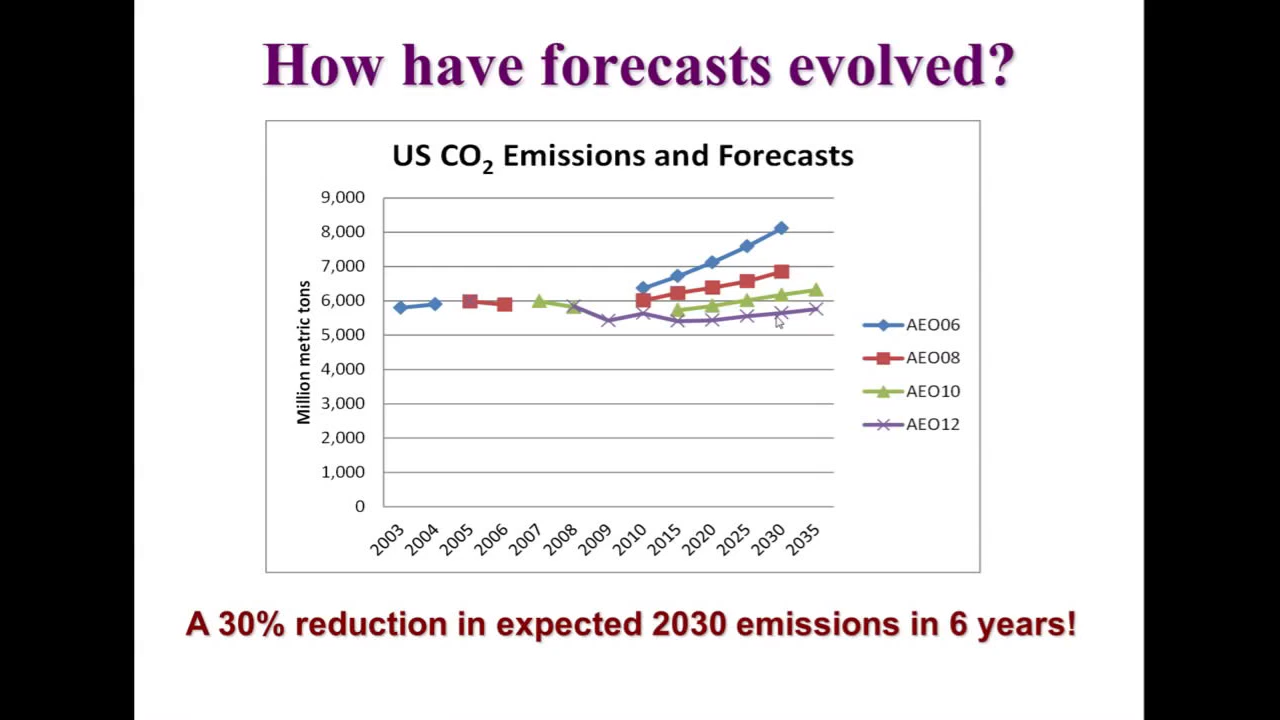 How have forecasts evolved?
US CO₂ Emissions and Forecasts
Million metric tons
9,000
8,000
7,000
6,000
5,000
4,000
3,000
2,000
1,000
0
2003 2004 2005 2006 2007 2008 2009 2010 2015 2020 2025 2030 2035
AEO06
AEO08
AEO10
AEO12
A 30% reduction in expected 2030 emissions in 6 years!